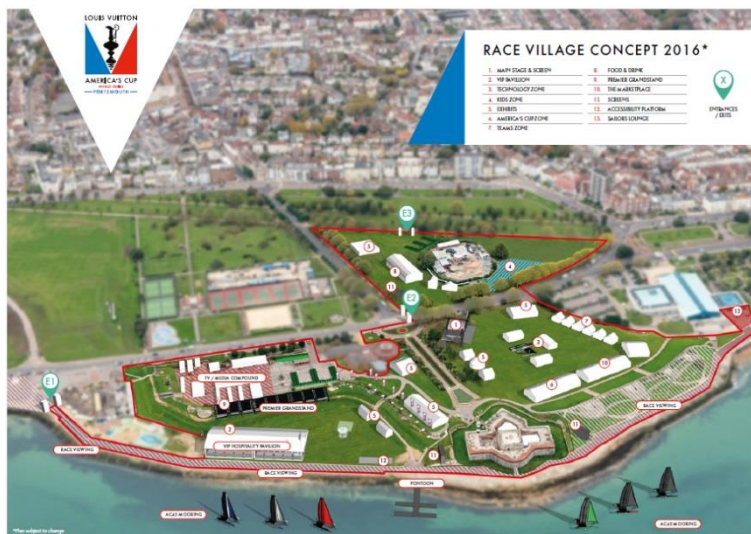 LOUIS VUITTON
AMERICA'S CUP
WORLD SERIES
PORTSMOUTH
RACE VILLAGE CONCEPT 2016*
1. MAIN STAGE & SCREEN
2. VIP PAVILION
3. TECHNOLOGY ZONE
4. KIDS ZONE
5. EXHIBITS
6. AMERICA'S CUP ZONE
7. TEAMS ZONE
8. FOOD & DRINK
9. PREMIER GRANDSTAND
10. THE MARKETPLACE
11. SCREENS
12. ACCESSIBILITY PLATFORM
13. SAILORS LOUNGE
X
ENTRANCES
/ EXITS
E3
E2
E1
TV / MEDIA COMPOUND
PREMIER GRANDSTAND
VIP HOSPITALITY PAVILION
RACE VIEWING
RACE VIEWING
RACE VIEWING
PONTOON
AC45 MOORING
AC45 MOORING
*Plan subject to change